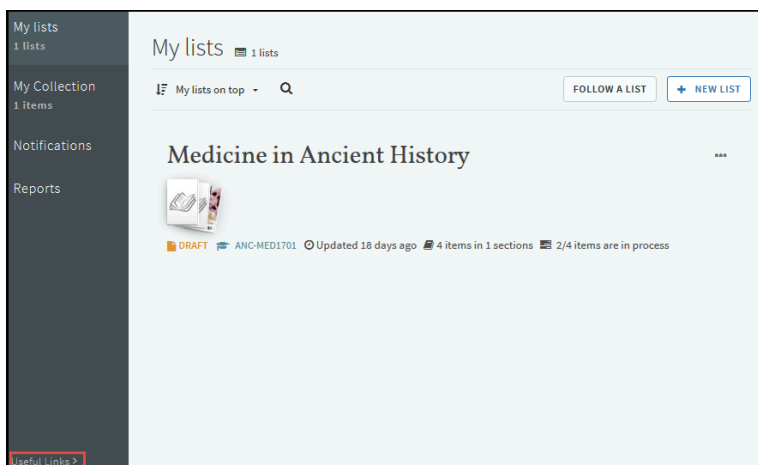 My lists
1 lists
My Collection
1 items
Notifications
Reports
Useful Links >
My lists 1 lists
My lists on top
FOLLOW A LIST
+ NEW LIST
Medicine in Ancient History
DRAFT ANC-MED1701 Updated 18 days ago 4 items in 1 sections 2/4 items are in process